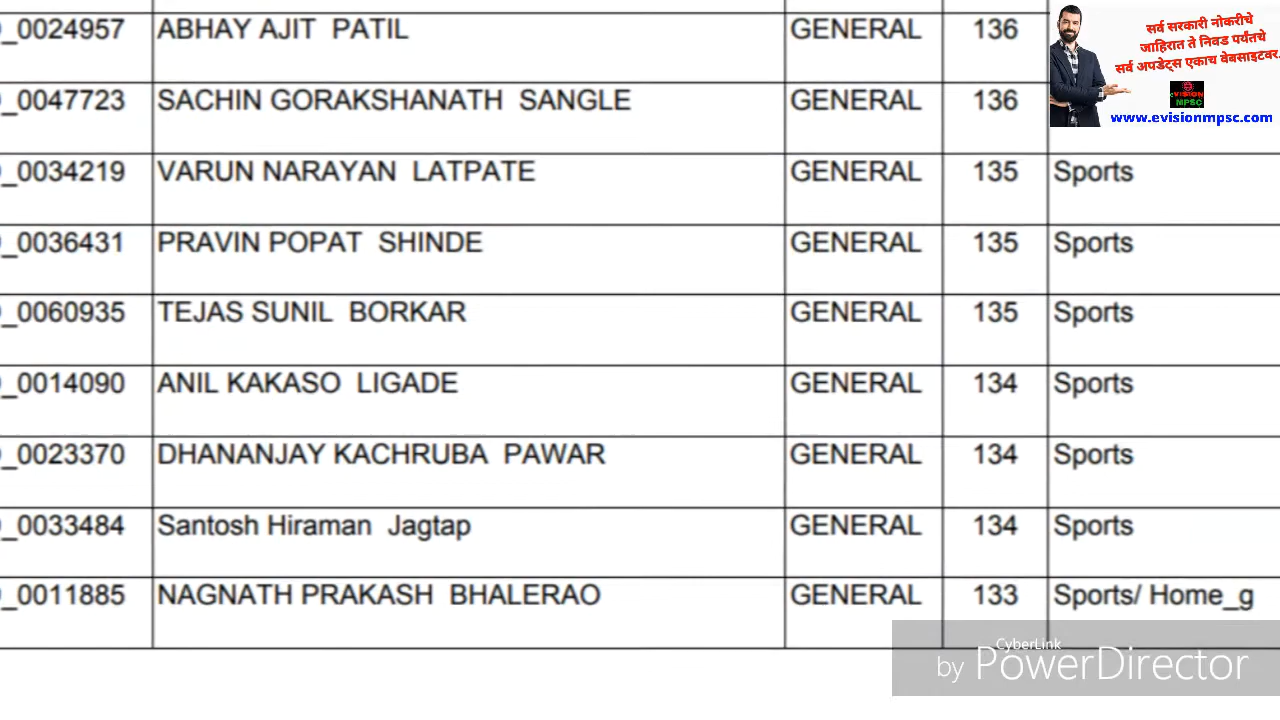 _0024957 ABHAY AJIT PATIL GENERAL 136
सर्व सरकारी नोकरीचे
जाहिरात ते निवड पर्यंतचे
सर्व अपडेट्स एकाच वेबसाइटवर.
eVISION
MPSC
www.evisionmpsc.com
_0047723 SACHIN GORAKSHANATH SANGLE GENERAL 136
_0034219 VARUN NARAYAN LATPATE GENERAL 135 Sports
_0036431 PRAVIN POPAT SHINDE GENERAL 135 Sports
_0060935 TEJAS SUNIL BORKAR GENERAL 135 Sports
_0014090 ANIL KAKASO LIGADE GENERAL 134 Sports
_0023370 DHANANJAY KACHRUBA PAWAR GENERAL 134 Sports
_0033484 Santosh Hiraman Jagtap GENERAL 134 Sports
_0011885 NAGNATH PRAKASH BHALERAO GENERAL 133 Sports/ Home_g
CyberLink
by PowerDirector